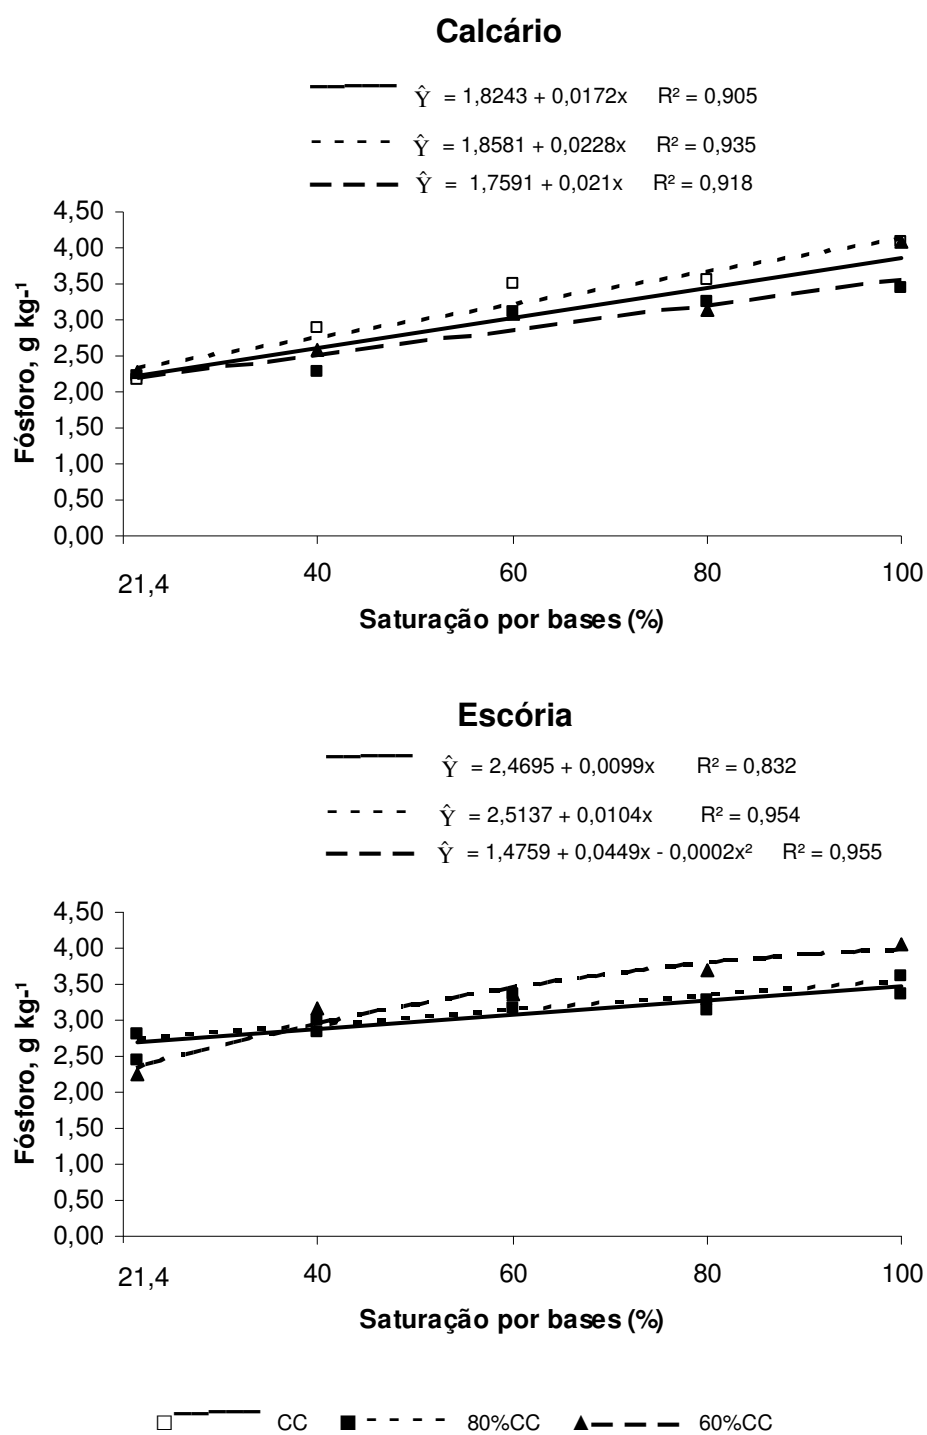 Calcário
Ŷ = 1,8243 + 0,0172x R² = 0,905
Ŷ = 1,8581 + 0,0228x R² = 0,935
Ŷ = 1,7591 + 0,021x R² = 0,918
4,50
4,00
3,50
3,00
2,50
2,00
1,50
1,00
0,50
0,00
Fósforo, g kg-¹
21,4 40 60 80 100
Saturação por bases (%)
Escória
Ŷ = 2,4695 + 0,0099x R² = 0,832
Ŷ = 2,5137 + 0,0104x R² = 0,954
Ŷ = 1,4759 + 0,0449x - 0,0002x² R² = 0,955
4,50
4,00
3,50
3,00
2,50
2,00
1,50
1,00
0,50
0,00
Fósforo, g kg-¹
21,4 40 60 80 100
Saturação por bases (%)
CC 80%CC 60%CC